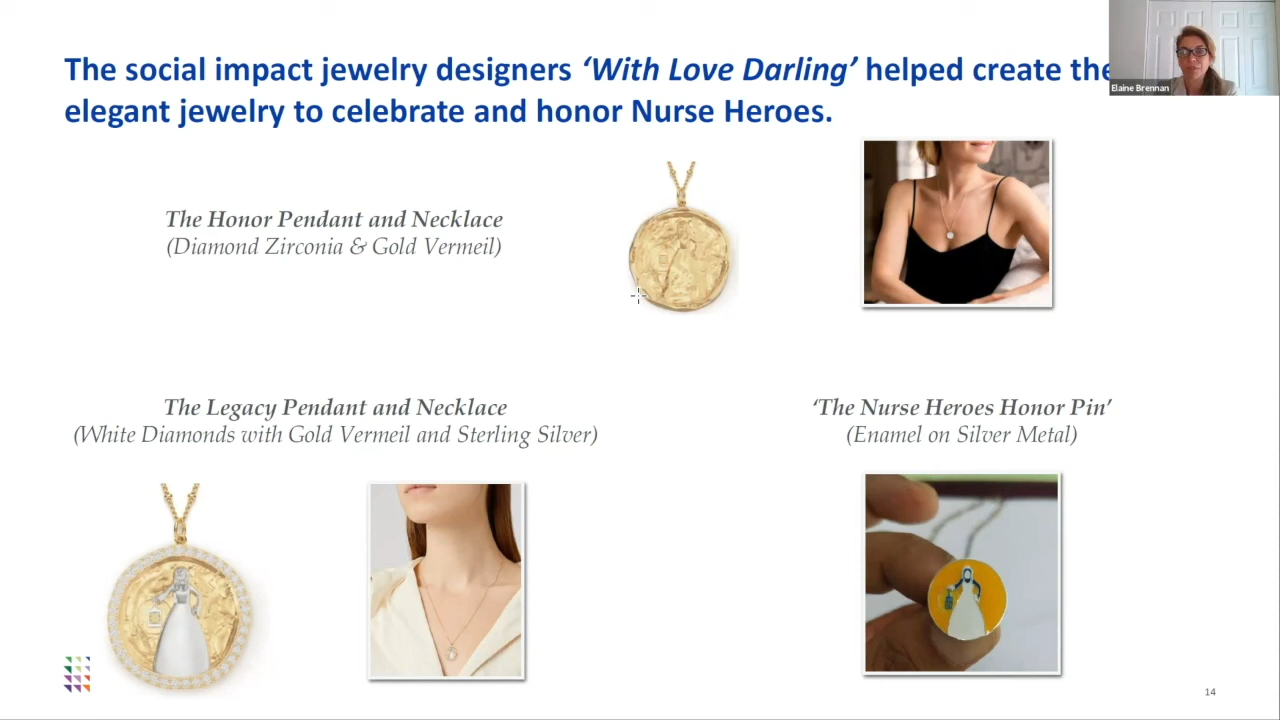 The social impact jewelry designers ‘With Love Darling’ helped create the
elegant jewelry to celebrate and honor Nurse Heroes.
Elaine Brennan
The Honor Pendant and Necklace
(Diamond Zirconia & Gold Vermeil)
The Legacy Pendant and Necklace
(White Diamonds with Gold Vermeil and Sterling Silver)
‘The Nurse Heroes Honor Pin’
(Enamel on Silver Metal)
14